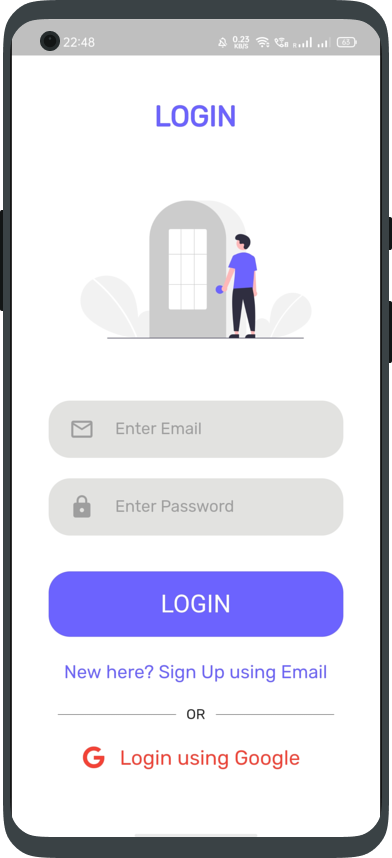 22:48 0.23 KB/S 63
LOGIN
Enter Email
Enter Password
LOGIN
New here? Sign Up using Email
OR
G Login using Google